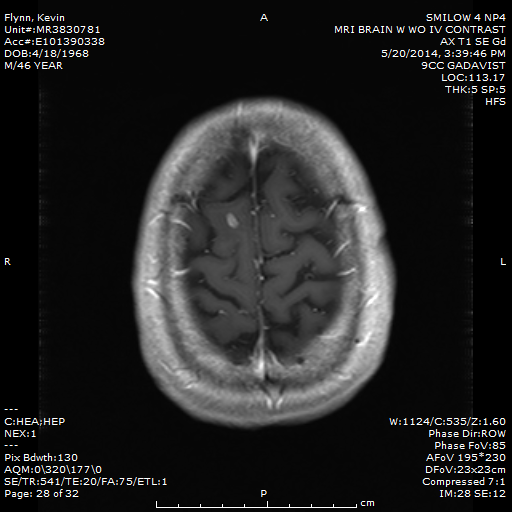 Flynn, Kevin
Unit#:MR3830781
Acc#:E101390338
DOB:4/18/1968
M/46 YEAR
A
SMILOW 4 NP4
MRI BRAIN W WO IV CONTRAST
AX T1 SE Gd
5/20/2014, 3:39:46 PM
9CC GADAVIST
LOC:113.17
THK:5 SP:5
HFS
R
L
---
C:HEA;HEP
NEX:1
---
Pix Bdwth:130
AQM:0\320\177\0
SE/TR:541/TE:20/FA:75/ETL:1
Page: 28 of 32
P
cm
W:1124/C:535/Z:1.60
Phase Dir:ROW
Phase FoV:85
AFoV 195*230
DFoV:23x23cm
Compressed 7:1
IM:28 SE:12